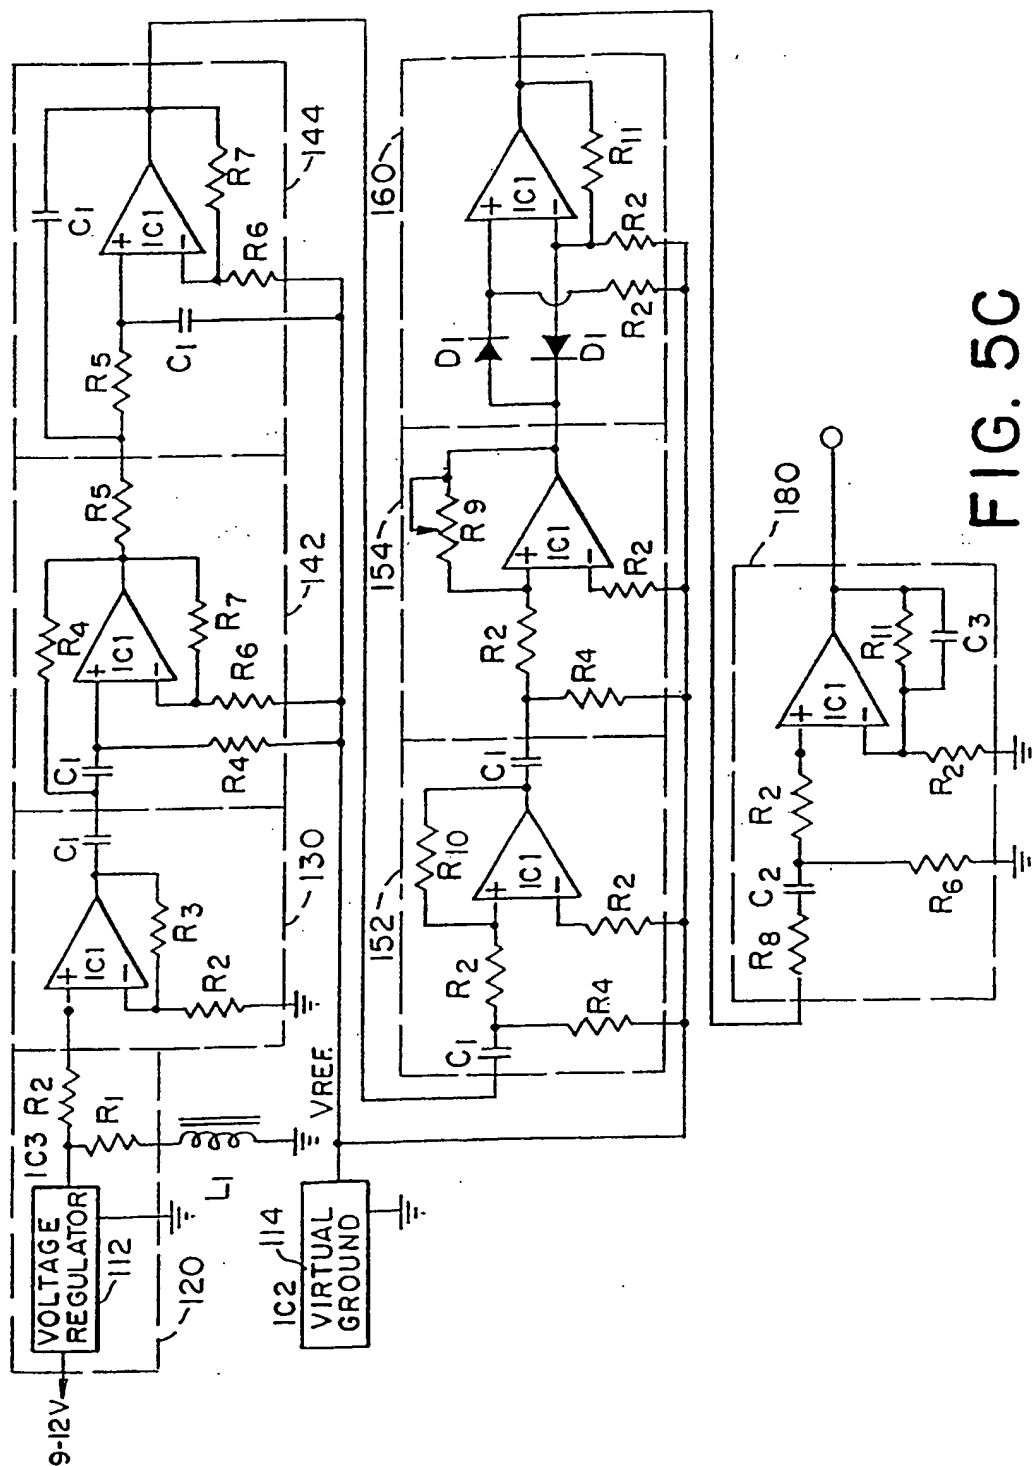 9-12V
VOLTAGE
REGULATOR
112
120
IC3
R2
R1
L1
+
IC1
−
R3
R2
130
C1
C1
R4
+
IC1
−
R7
R4
R6
142
R5
R5
C1
+
IC1
−
R7
C1
R6
144
VREF.
IC2
114
VIRTUAL
GROUND
152
C1
R2
R4
R10
+
IC1
−
R2
C1
154
R2
R4
R9
+
IC1
−
R2
160
D1
D1
+
IC1
−
R11
R2
R2
180
R8
C2
R6
R2
+
IC1
−
R2
R11
C3
FIG. 5C